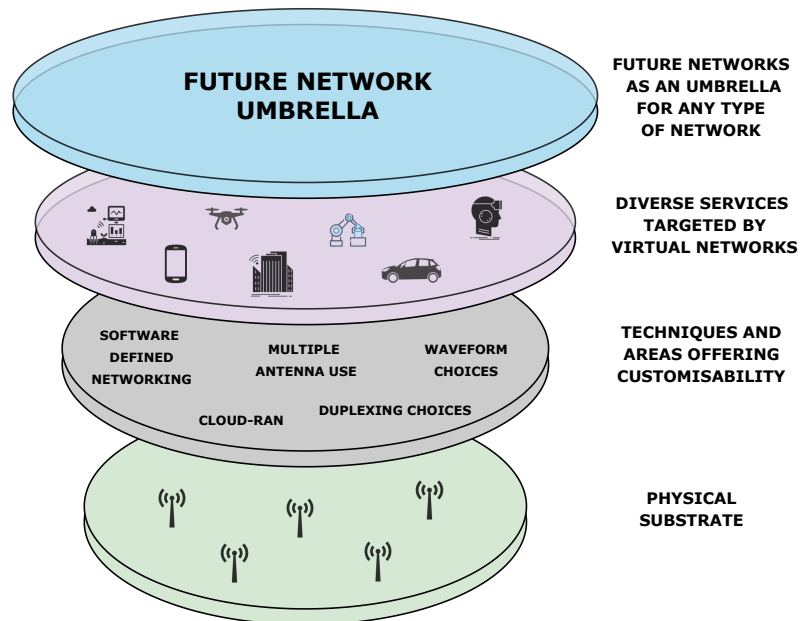 FUTURE NETWORK
UMBRELLA
FUTURE NETWORKS
AS AN UMBRELLA
FOR ANY TYPE
OF NETWORK
DIVERSE SERVICES
TARGETED BY
VIRTUAL NETWORKS
SOFTWARE
DEFINED
NETWORKING
MULTIPLE
ANTENNA USE
WAVEFORM
CHOICES
CLOUD-RAN
DUPLEXING CHOICES
TECHNIQUES AND
AREAS OFFERING
CUSTOMISABILITY
PHYSICAL
SUBSTRATE